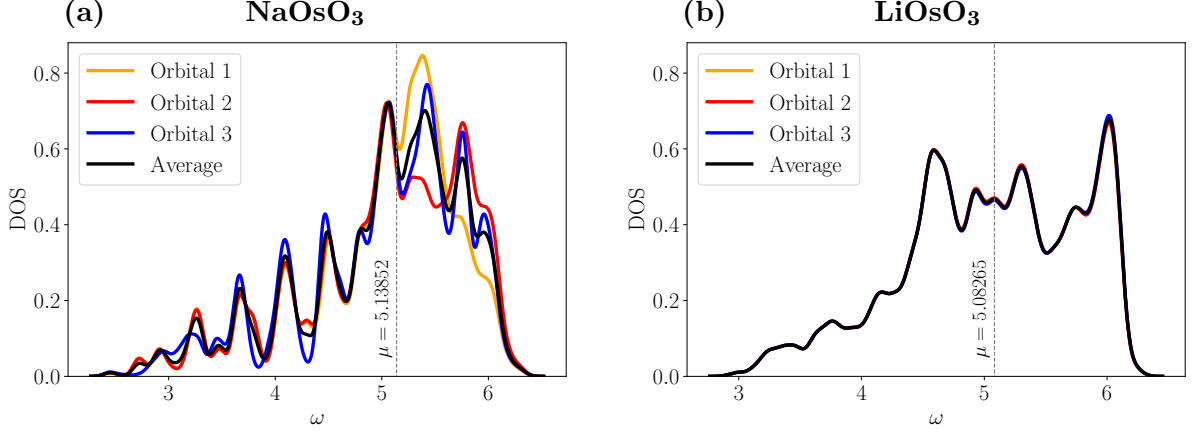 (a) NaOsO₃
Orbital 1
Orbital 2
Orbital 3
Average
DOS
0.8
0.6
0.4
0.2
0.0
μ = 5.13852
3 4 5 6
ω
(b) LiOsO₃
Orbital 1
Orbital 2
Orbital 3
Average
DOS
0.8
0.6
0.4
0.2
0.0
μ = 5.08265
3 4 5 6
ω